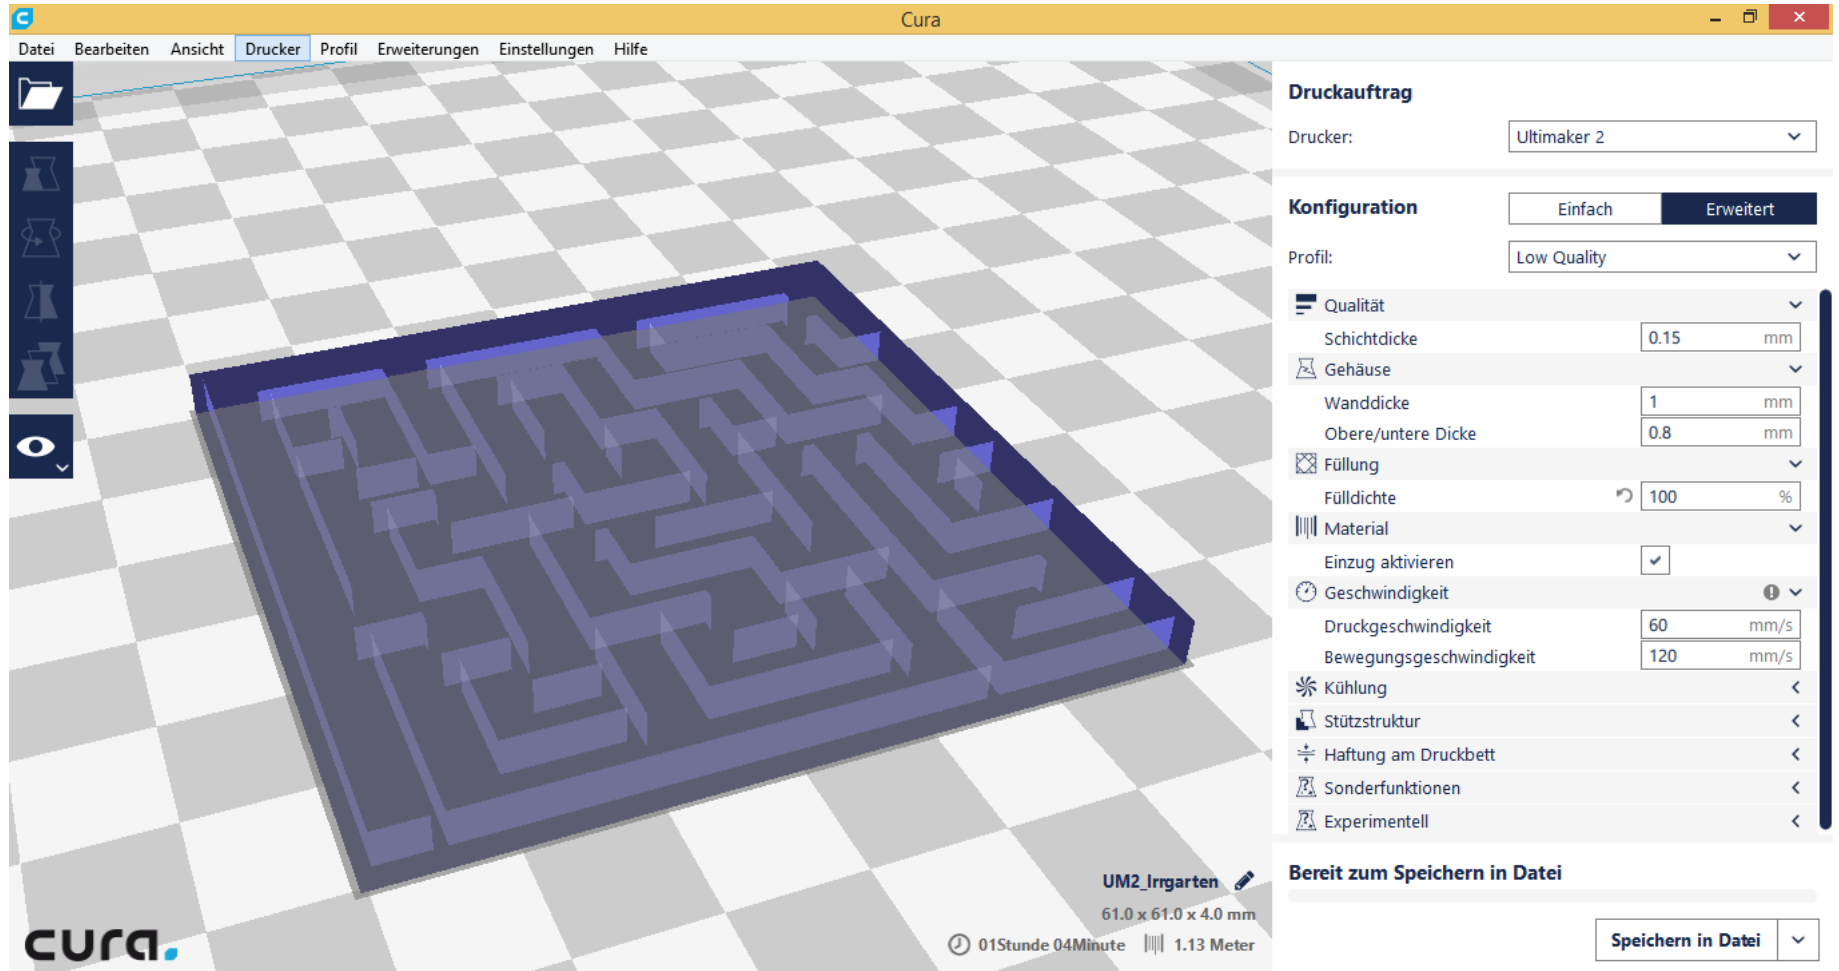 Cura
Datei Bearbeiten Ansicht Drucker Profil Erweiterungen Einstellungen Hilfe
Druckauftrag
Drucker: Ultimaker 2
Konfiguration Einfach Erweitert
Profil: Low Quality
Qualität
Schichtdicke 0.15 mm
Gehäuse
Wanddicke 1 mm
Obere/untere Dicke 0.8 mm
Füllung
Fülldichte 100 %
Material
Einzug aktivieren
Geschwindigkeit
Druckgeschwindigkeit 60 mm/s
Bewegungsgeschwindigkeit 120 mm/s
Kühlung
Stützstruktur
Haftung am Druckbett
Sonderfunktionen
Experimentell
UM2_Irrgarten
61.0 x 61.0 x 4.0 mm
01Stunde 04Minute 1.13 Meter
cura.
Bereit zum Speichern in Datei
Speichern in Datei